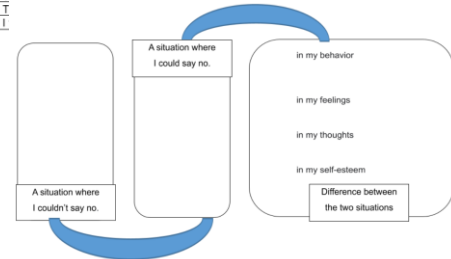 T
I
A situation where
I could say no.
in my behavior
in my feelings
in my thoughts
in my self-esteem
A situation where
I couldn't say no.
Difference between
the two situations